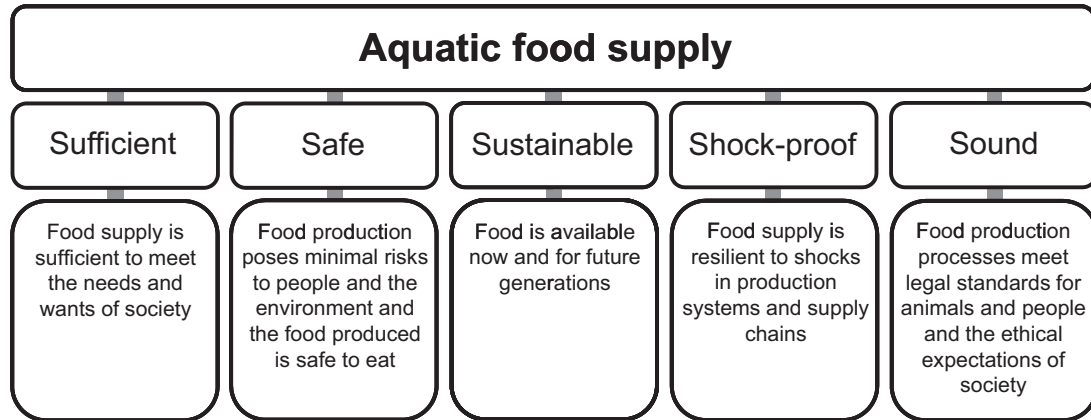 Aquatic food supply
Sufficient
Safe
Sustainable
Shock-proof
Sound
Food supply is
sufficient to meet
the needs and
wants of society
Food production
poses minimal risks
to people and the
environment and
the food produced
is safe to eat
Food is available
now and for future
generations
Food supply is
resilient to shocks
in production
systems and supply
chains
Food production
processes meet
legal standards for
animals and people
and the ethical
expectations of
society